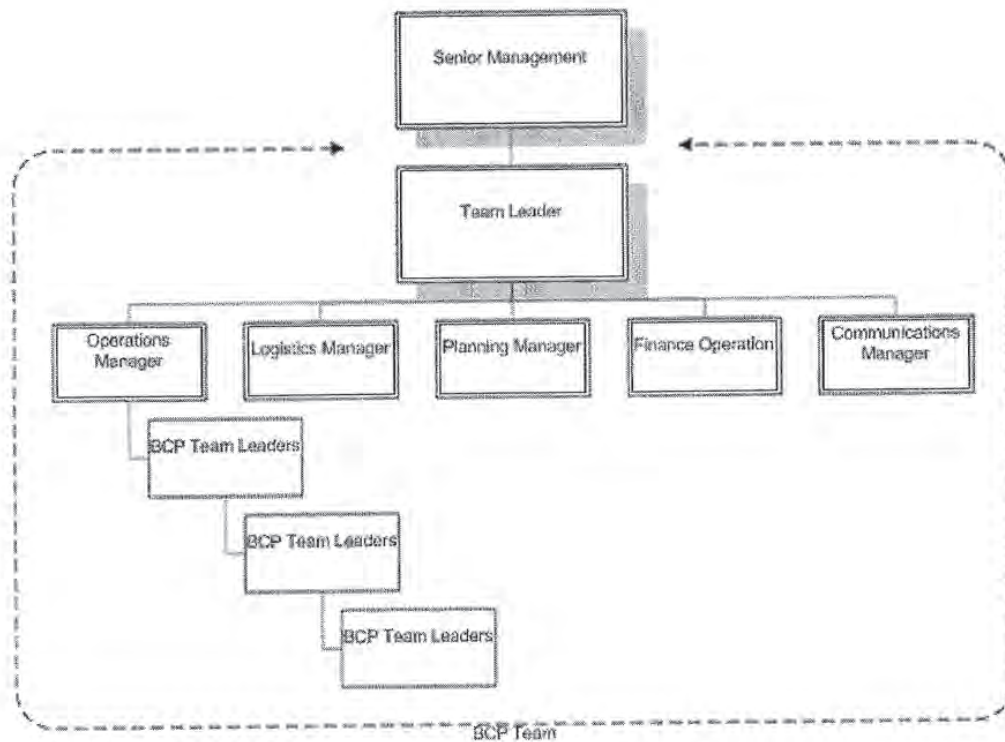 Senior Management
Team Leader
Operations
Manager
Logistics Manager
Planning Manager
Finance Operation
Communications
Manager
BCP Team Leaders
BCP Team Leaders
BCP Team Leaders
BCP Team